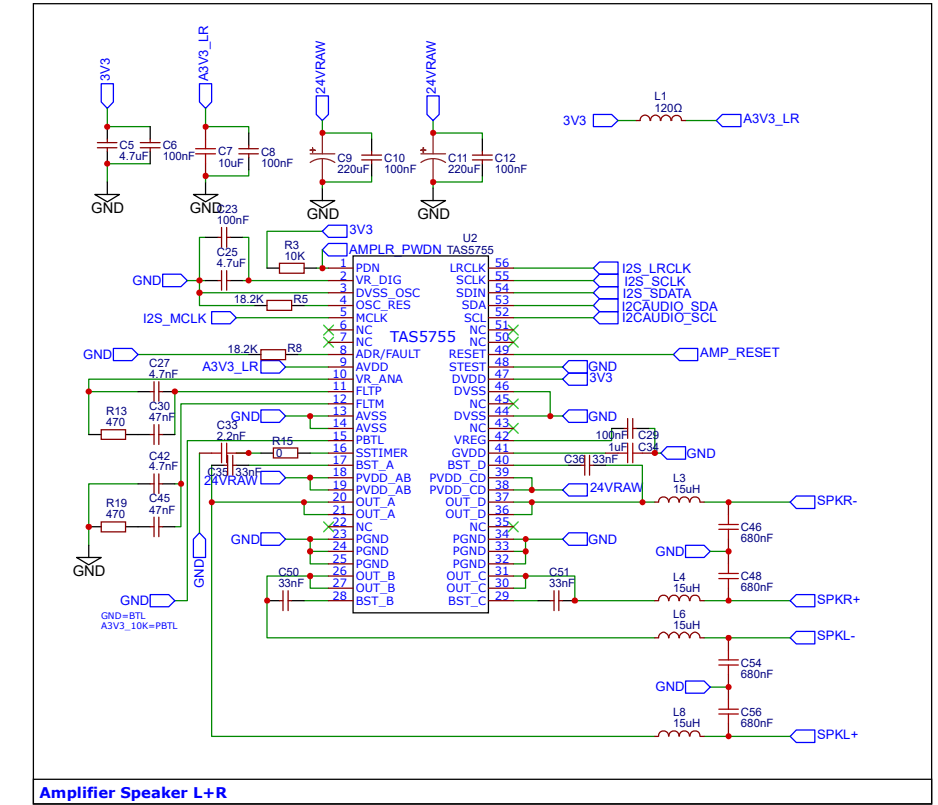 3V3
A3V3_LR
24VRAW
24VRAW
C5
4.7uF
C6
100nF
C7
10uF
C8
100nF
C9
220uF
C10
100nF
C11
220uF
C12
100nF
L1
120Ω
3V3
A3V3_LR
GND
GND
GND
GND
C23
100nF
C25
4.7uF
GND
3V3
AMPLR_PWDN
R3
10K
U2
TAS5755
TAS5755
18.2K
R5
I2S_MCLK
GND
18.2K
R8
A3V3_LR
1 PDN
2 VR_DIG
3 DVSS_OSC
4 OSC_RES
5 MCLK
6 NC
7 NC
8 ADR/FAULT
9 AVDD
10 VR_ANA
11 FLTP
12 FLTM
13 AVSS
14 AVSS
15 PBTL
16 SSTIMER
17 BST_A
18 PVDD_AB
19 PVDD_AB
20 OUT_A
21 OUT_A
22 NC
23 PGND
24 PGND
25 PGND
26 OUT_B
27 OUT_B
28 BST_B
LRCLK 56
SCLK 55
SDIN 54
SDA 53
SCL 52
NC 51
NC 50
RESET 49
STEST 48
DVDD 47
DVSS 46
NC 45
DVSS 44
NC 43
VREG 42
GVDD 41
BST_D 40
PVDD_CD 39
PVDD_CD 38
OUT_D 37
OUT_D 36
NC 35
PGND 34
PGND 33
PGND 32
OUT_C 31
OUT_C 30
BST_C 29
I2S_LRCLK
I2S_SCLK
I2S_SDATA
I2CAUDIO_SDA
I2CAUDIO_SCL
AMP_RESET
GND
3V3
GND
C27
4.7nF
R13
470
C30
47nF
GND
C33
2.2nF
R15
0
C35
33nF
24VRAW
C42
4.7nF
R19
470
C45
47nF
GND
GND
GND
GND
GND=BTL
A3V3_10K=PBTL
C50
33nF
C51
33nF
100nF
C29
1uF
C34
GND
C36
33nF
24VRAW
GND
L3
15uH
SPKR-
C46
680nF
GND
C48
680nF
L4
15uH
SPKR+
L6
15uH
SPKL-
C54
680nF
GND
C56
680nF
L8
15uH
SPKL+
Amplifier Speaker L+R